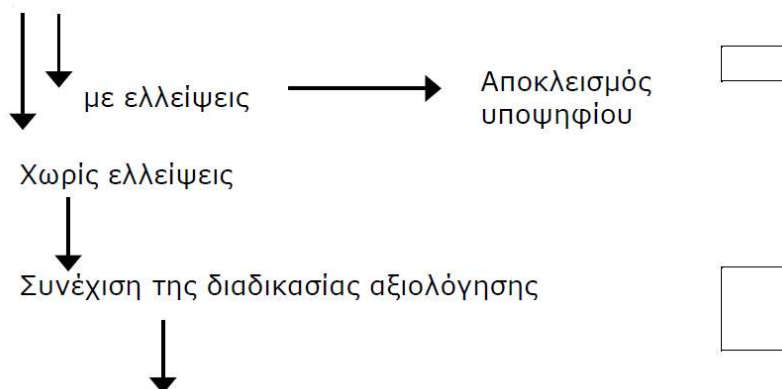 με ελλείψεις
Αποκλεισμός
υποψηφίου
Χωρίς ελλείψεις
Συνέχιση της διαδικασίας αξιολόγησης